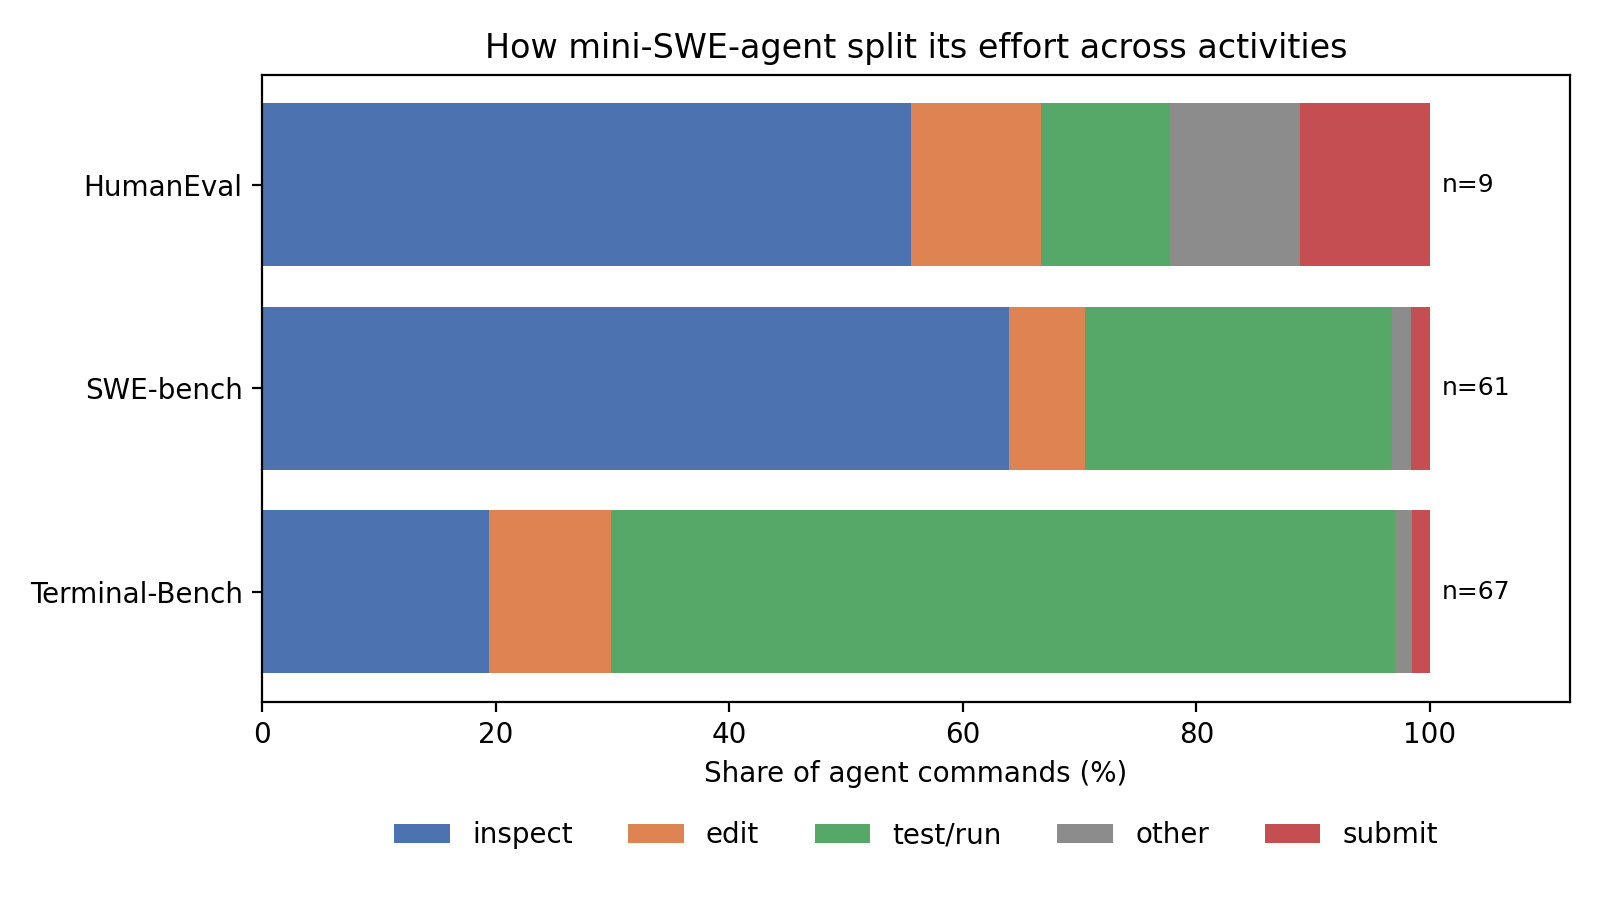 How mini-SWE-agent split its effort across activities
HumanEval
n=9
SWE-bench
n=61
Terminal-Bench
n=67
0 20 40 60 80 100
Share of agent commands (%)
inspect edit test/run other submit